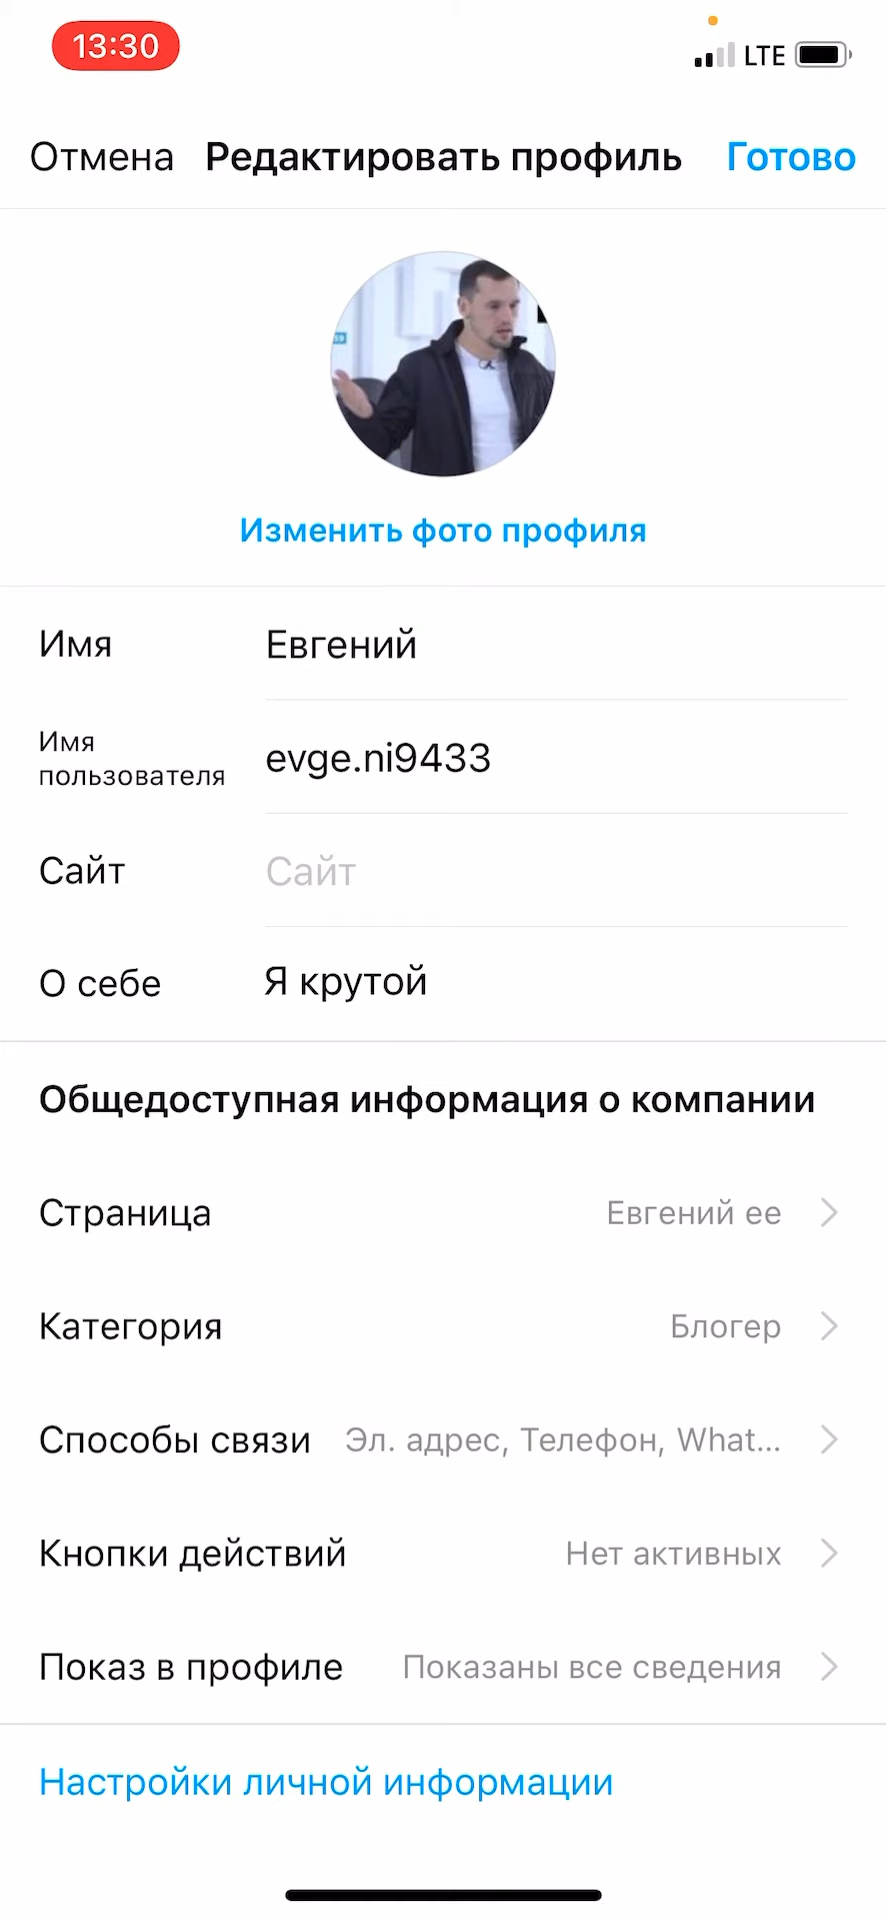 13:30
LTE
Отмена Редактировать профиль Готово
Изменить фото профиля
Имя Евгений
Имя
пользователя
evge.ni9433
Сайт Сайт
О себе Я крутой
Общедоступная информация о компании
Страница Евгений ее
Категория Блогер
Способы связи Эл. адрес, Телефон, What...
Кнопки действий Нет активных
Показ в профиле Показаны все сведения
Настройки личной информации